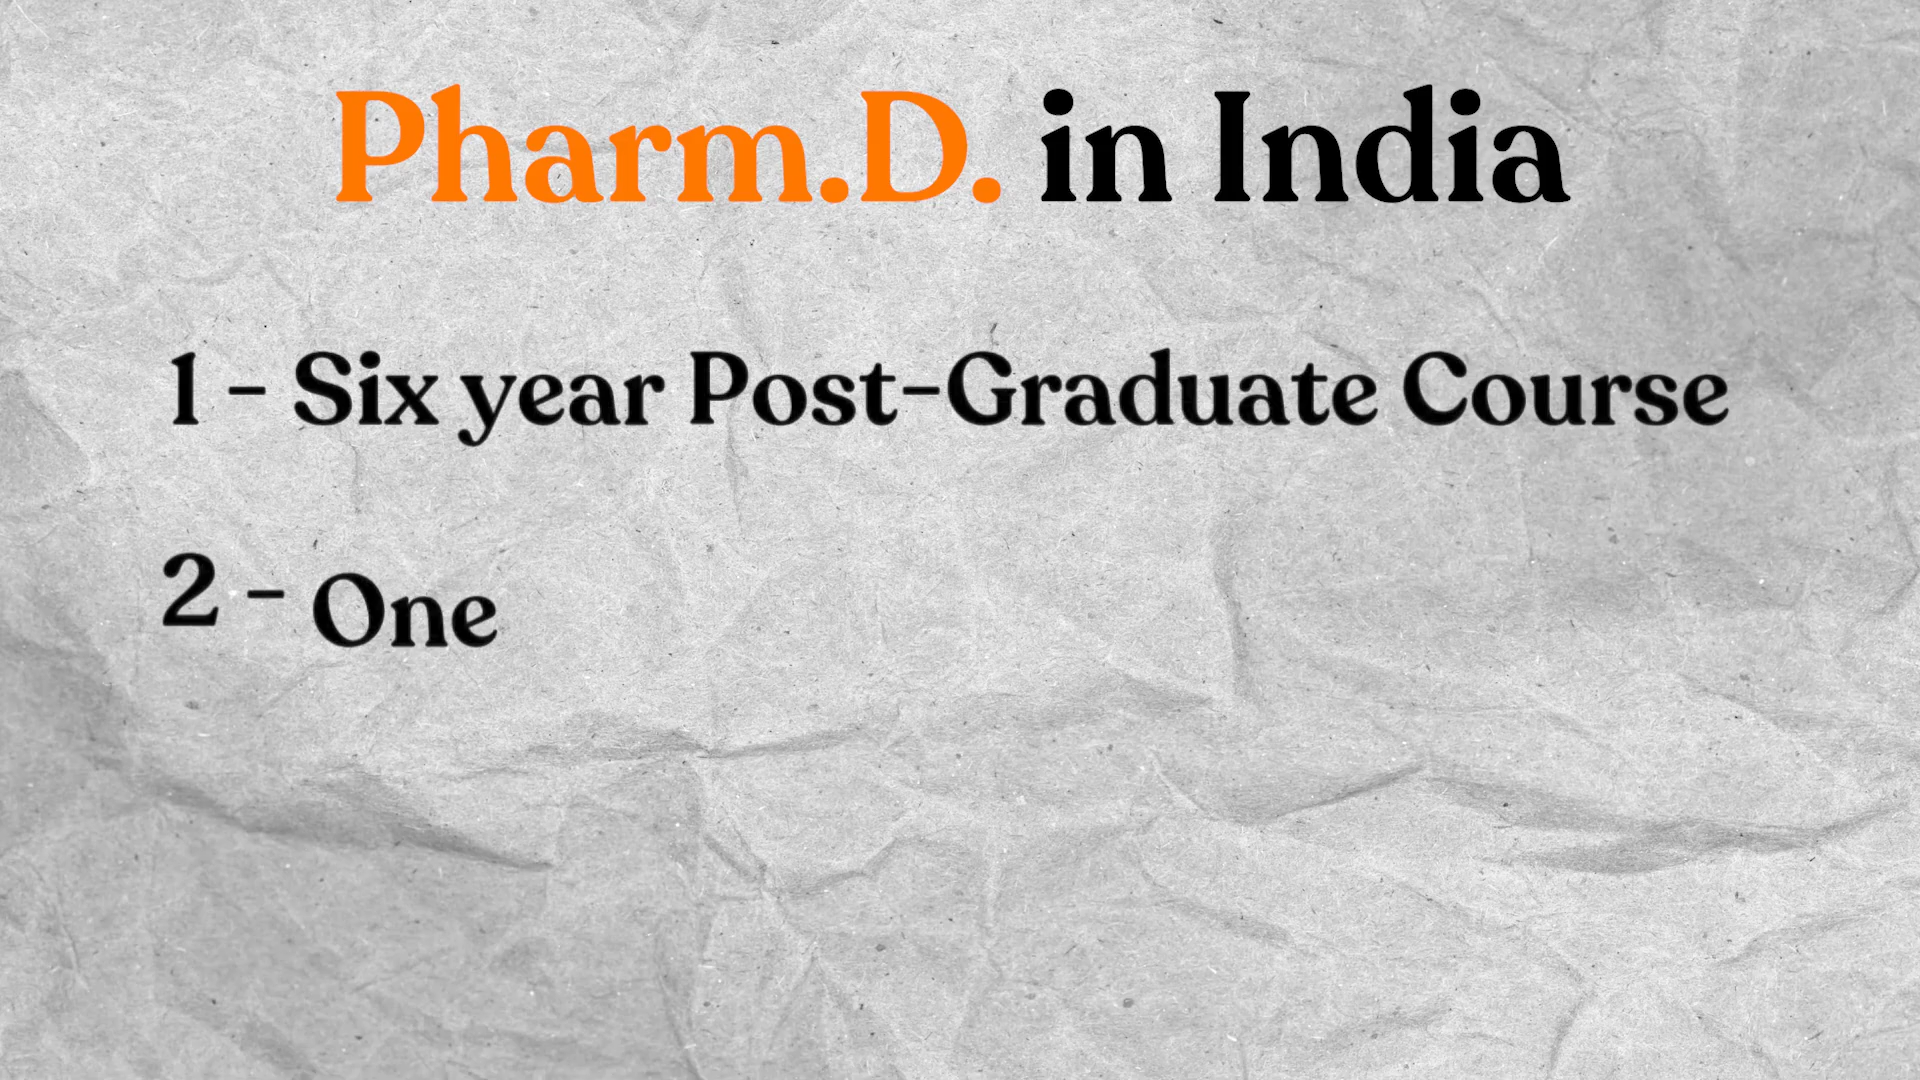 Pharm.D. in India
1 - Six year Post-Graduate Course
2 - One